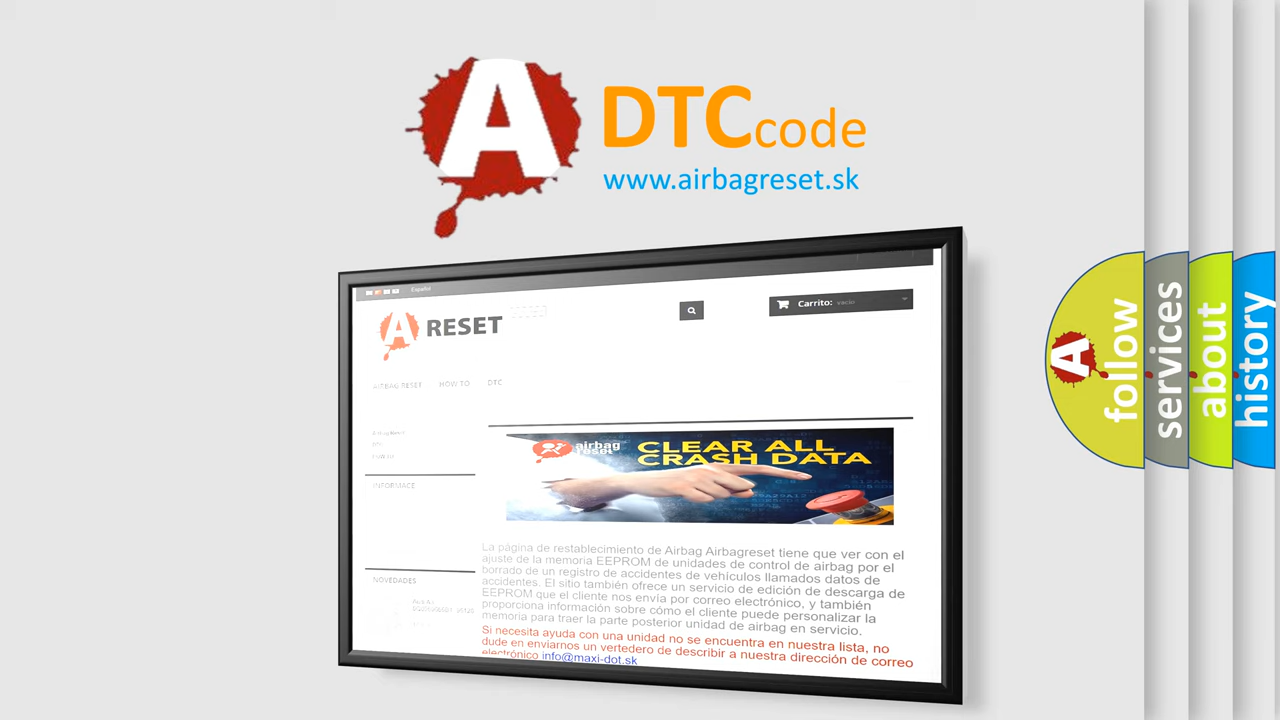 A
DTCcode
www.airbagreset.sk
Español
A RESET
Carrito: vacío
AIRBAG RESET HOW TO DTC
INFORMACE
NOVEDADES
airbag
reset
CLEAR ALL
CRASH DATA
La página de restablecimiento de Airbag Airbagreset tiene que ver con el
ajuste de la memoria EEPROM de unidades de control de airbag por el
borrado de un registro de accidentes de vehículos llamados datos de
accidentes. El sitio también ofrece un servicio de edición de descarga de
EEPROM que el cliente nos envía por correo electrónico, y también
proporciona información sobre cómo el cliente puede personalizar la
memoria para traer la parte posterior unidad de airbag en servicio.
Si necesita ayuda con una unidad no se encuentra en nuestra lista, no
dude en enviarnos un vertedero de describir a nuestra dirección de correo
electrónico info@maxi-dot.sk
A
follow
services
about
history